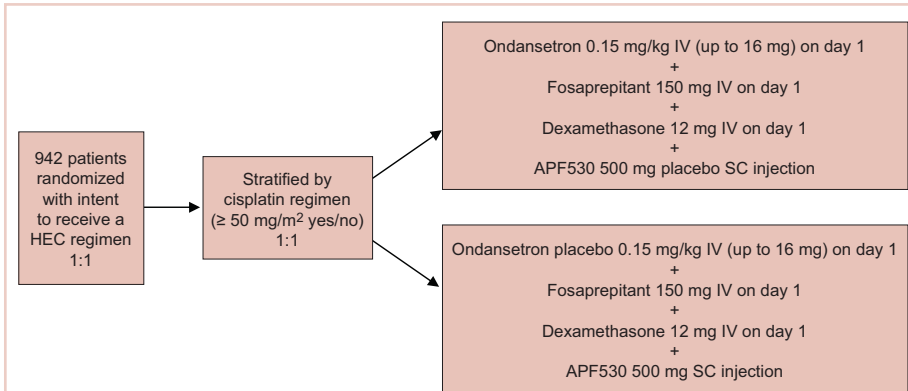 942 patients
randomized
with intent
to receive a
HEC regimen
1:1
Stratified by
cisplatin regimen
(≥ 50 mg/m² yes/no)
1:1
Ondansetron 0.15 mg/kg IV (up to 16 mg) on day 1
+
Fosaprepitant 150 mg IV on day 1
+
Dexamethasone 12 mg IV on day 1
+
APF530 500 mg placebo SC injection
Ondansetron placebo 0.15 mg/kg IV (up to 16 mg) on day 1
+
Fosaprepitant 150 mg IV on day 1
+
Dexamethasone 12 mg IV on day 1
+
APF530 500 mg SC injection